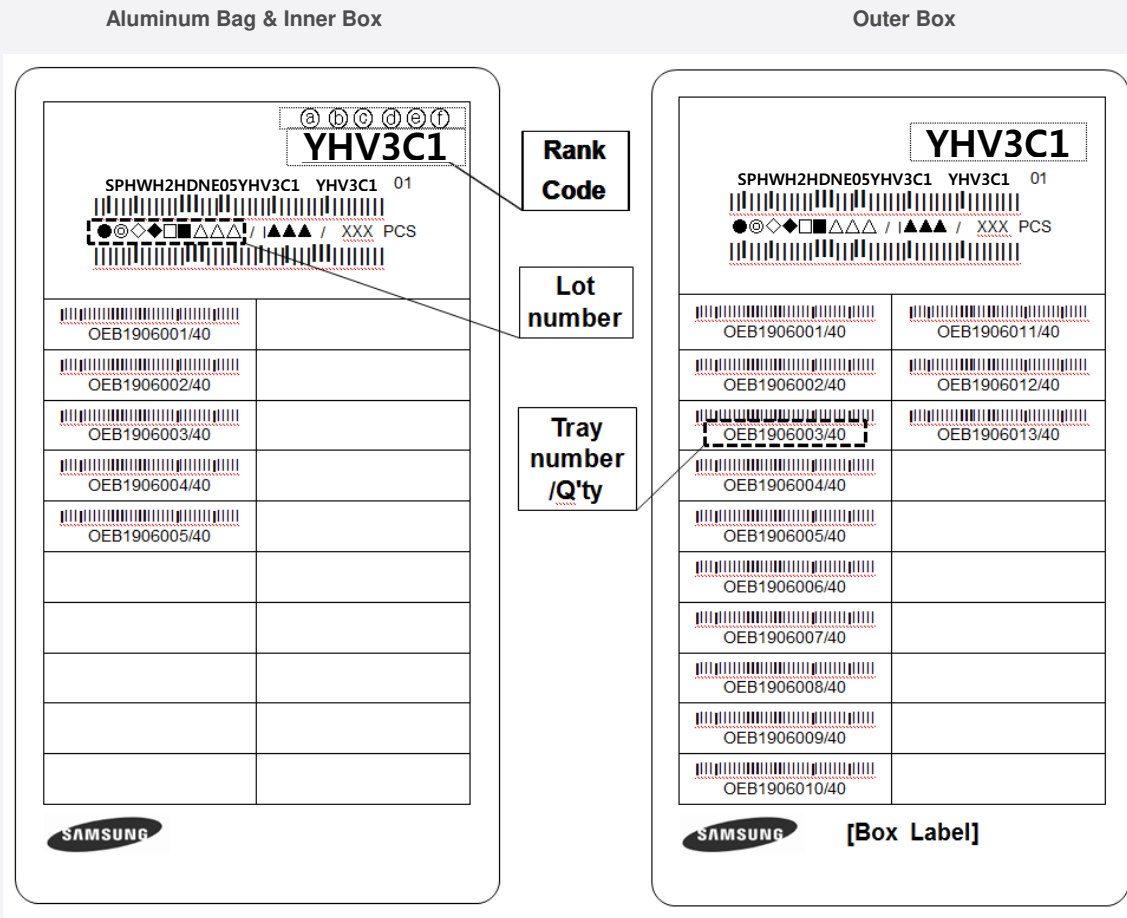 Aluminum Bag & Inner Box
Outer Box
ⓐ ⓑ ⓒ ⓓ ⓔ ⓕ
YHV3C1
SPHWH2HDNE05YHV3C1 YHV3C1 01
●◎◇◆□■△△△ / I▲▲▲ / XXX PCS
OEB1906001/40
OEB1906002/40
OEB1906003/40
OEB1906004/40
OEB1906005/40
SAMSUNG
Rank
Code
Lot
number
Tray
number
/Q'ty
YHV3C1
SPHWH2HDNE05YHV3C1 YHV3C1 01
●◎◇◆□■△△△ / I▲▲▲ / XXX PCS
OEB1906001/40 OEB1906011/40
OEB1906002/40 OEB1906012/40
OEB1906003/40 OEB1906013/40
OEB1906004/40
OEB1906005/40
OEB1906006/40
OEB1906007/40
OEB1906008/40
OEB1906009/40
OEB1906010/40
SAMSUNG [Box Label]